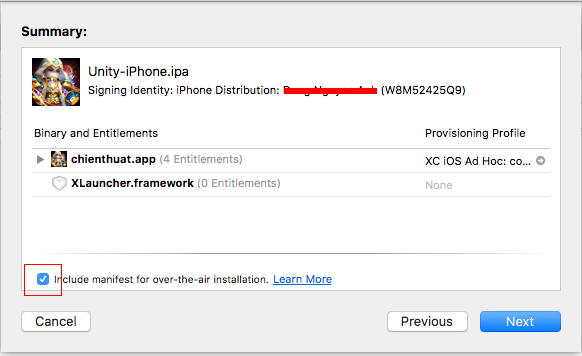 Summary:
Unity-iPhone.ipa
Signing Identity: iPhone Distribution: (W8M52425Q9)
Binary and Entitlements Provisioning Profile
chienthuat.app (4 Entitlements) XC iOS Ad Hoc: co...
XLauncher.framework (0 Entitlements) None
Include manifest for over-the-air installation. Learn More
Cancel Previous Next